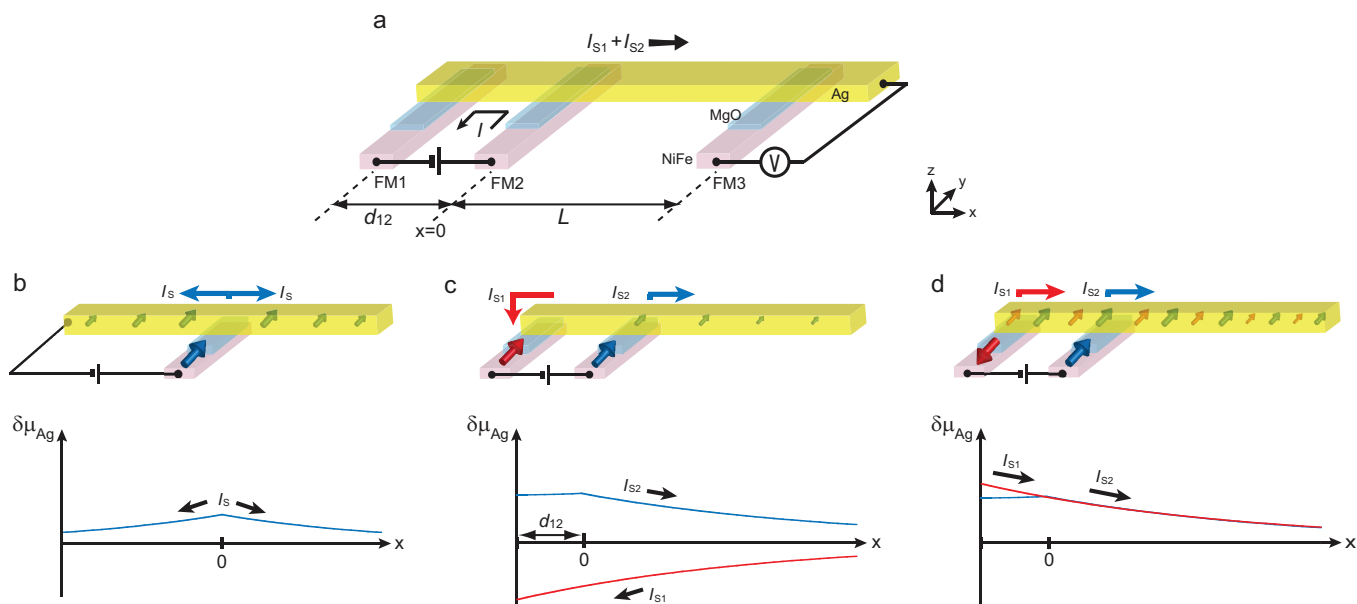 a
I_S1 + I_S2
Ag
MgO
I
NiFe
V
FM1
FM2
FM3
d_12
L
x=0
z
y
x
b
I_S I_S
δμ_Ag
I_S
x
0
c
I_S1 I_S2
δμ_Ag
I_S2
d_12
x
0
I_S1
d
I_S1 I_S2
δμ_Ag
I_S1
I_S2
x
0